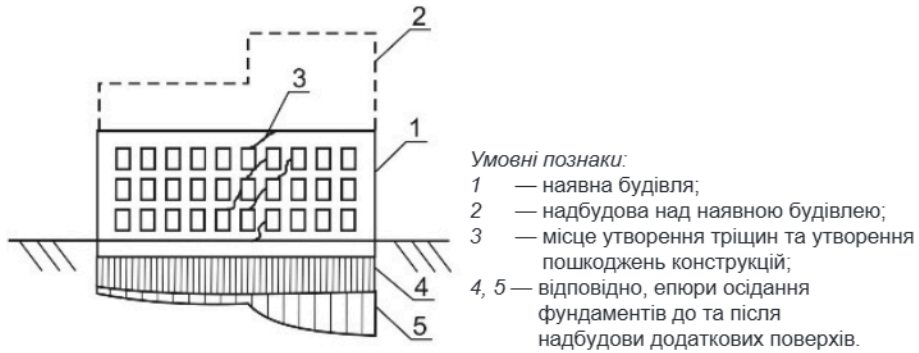 2
3
1
4
5
Умовні познаки:
1 — наявна будівля;
2 — надбудова над наявною будівлею;
3 — місце утворення тріщин та утворення
пошкоджень конструкцій;
4, 5 — відповідно, епюри осідання
фундаментів до та після
надбудови додаткових поверхів.